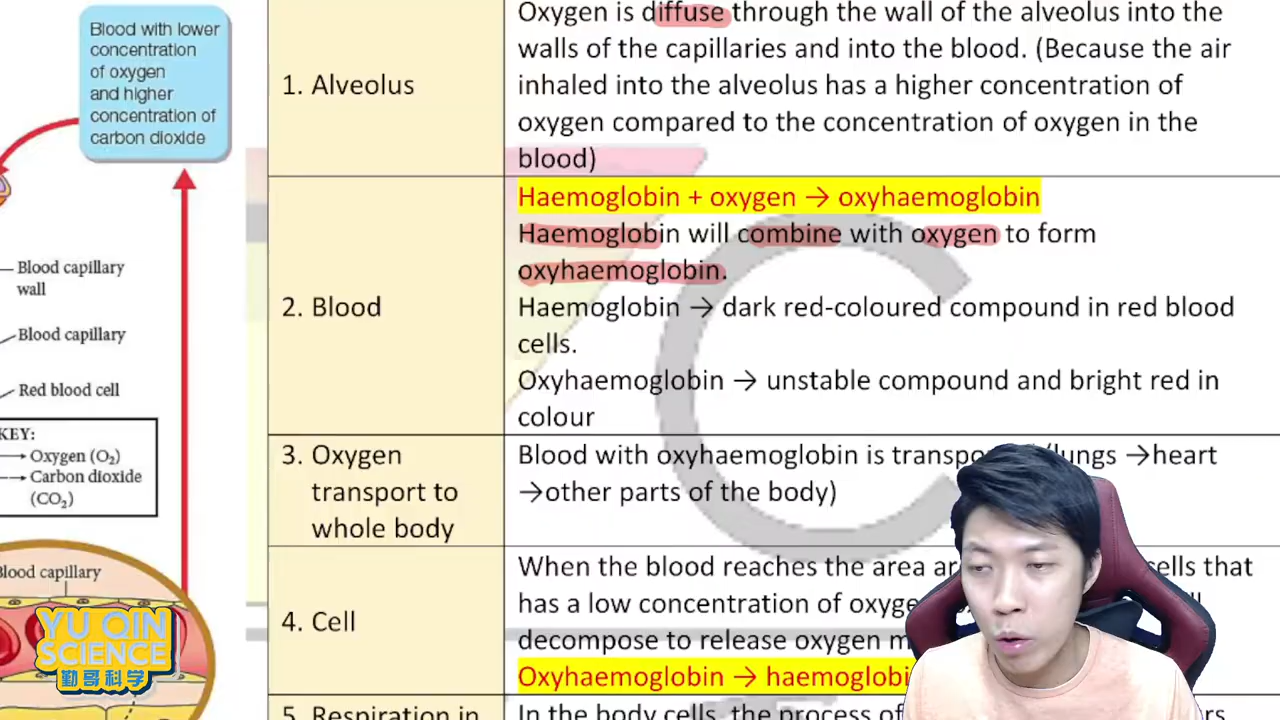 Blood with lower
concentration
of oxygen
and higher
concentration of
carbon dioxide
Blood capillary
wall
Blood capillary
Red blood cell
KEY:
Oxygen (O₂)
Carbon dioxide
(CO₂)
Blood capillary
YU QIN
SCIENCE
勤哥科学
1. Alveolus
Oxygen is diffuse through the wall of the alveolus into the
walls of the capillaries and into the blood. (Because the air
inhaled into the alveolus has a higher concentration of
oxygen compared to the concentration of oxygen in the
blood)
2. Blood
Haemoglobin + oxygen → oxyhaemoglobin
Haemoglobin will combine with oxygen to form
oxyhaemoglobin.
Haemoglobin → dark red-coloured compound in red blood
cells.
Oxyhaemoglobin → unstable compound and bright red in
colour
3. Oxygen
transport to
whole body
Blood with oxyhaemoglobin is (lungs →heart
→other parts of the body)
4. Cell
When the blood reaches the area cells that
has a low concentration of
decompose to release oxygen
Oxyhaemoglobin →
5. Respiration in
In the body cells, the process of